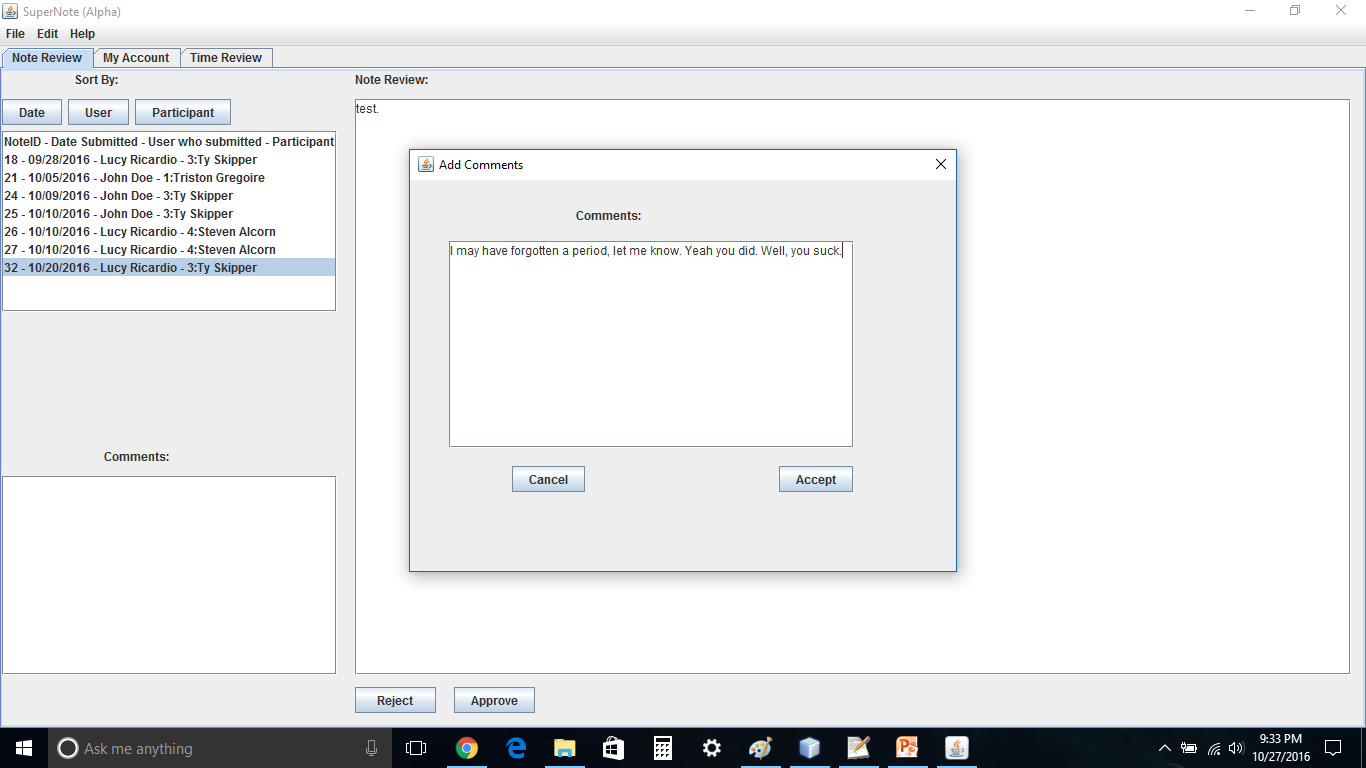 SuperNote (Alpha)
File Edit Help
Note Review My Account Time Review
Sort By:
Date User Participant
NoteID - Date Submitted - User who submitted - Participant
18 - 09/28/2016 - Lucy Ricardio - 3:Ty Skipper
21 - 10/05/2016 - John Doe - 1:Triston Gregoire
24 - 10/09/2016 - John Doe - 3:Ty Skipper
25 - 10/10/2016 - John Doe - 3:Ty Skipper
26 - 10/10/2016 - Lucy Ricardio - 4:Steven Alcorn
27 - 10/10/2016 - Lucy Ricardio - 4:Steven Alcorn
32 - 10/20/2016 - Lucy Ricardio - 3:Ty Skipper
Comments:
Note Review:
test.
Add Comments
Comments:
I may have forgotten a period, let me know. Yeah you did. Well, you suck.
Cancel Accept
Reject Approve
Ask me anything
9:33 PM
10/27/2016